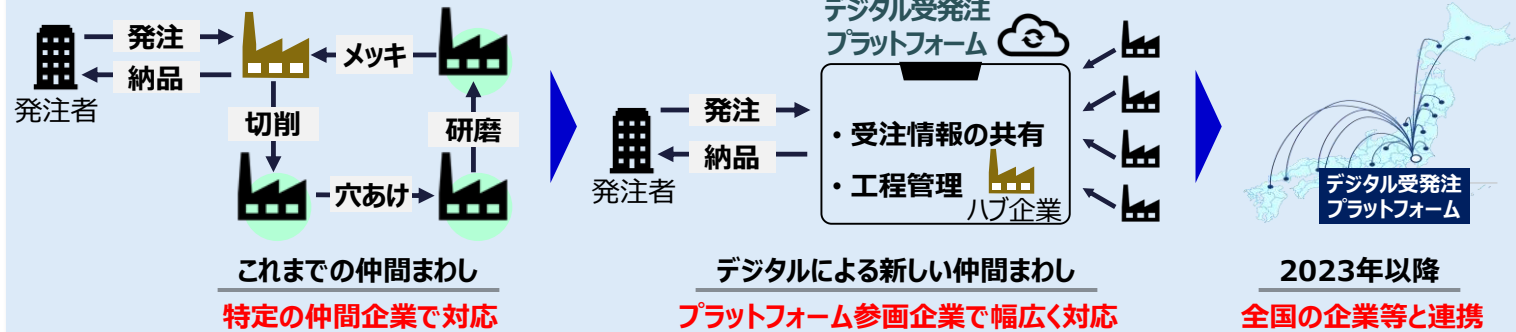 発注
納品
発注者
メッキ
切削
研磨
穴あけ
これまでの仲間まわし
特定の仲間企業で対応
デジタル受発注
プラットフォーム
発注
納品
発注者
・受注情報の共有
・工程管理
ハブ企業
デジタルによる新しい仲間まわし
プラットフォーム参画企業で幅広く対応
デジタル受発注
プラットフォーム
2023年以降
全国の企業等と連携